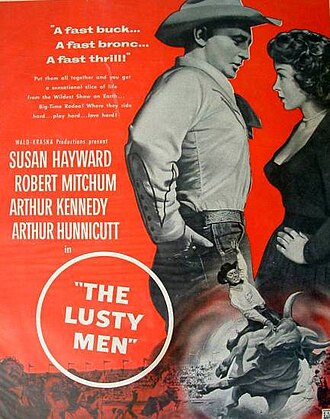 "A fast buck...
A fast bronc...
A fast thrill!"
Put them all together and you get
a sensational slice of life
from the Wildest Show on Earth...
Big-Time Rodeo! Where they ride
hard... play hard... love hard!
WALD-KRASNA Productions present
SUSAN HAYWARD
ROBERT MITCHUM
ARTHUR KENNEDY
ARTHUR HUNNICUTT
in
"THE
LUSTY
MEN"